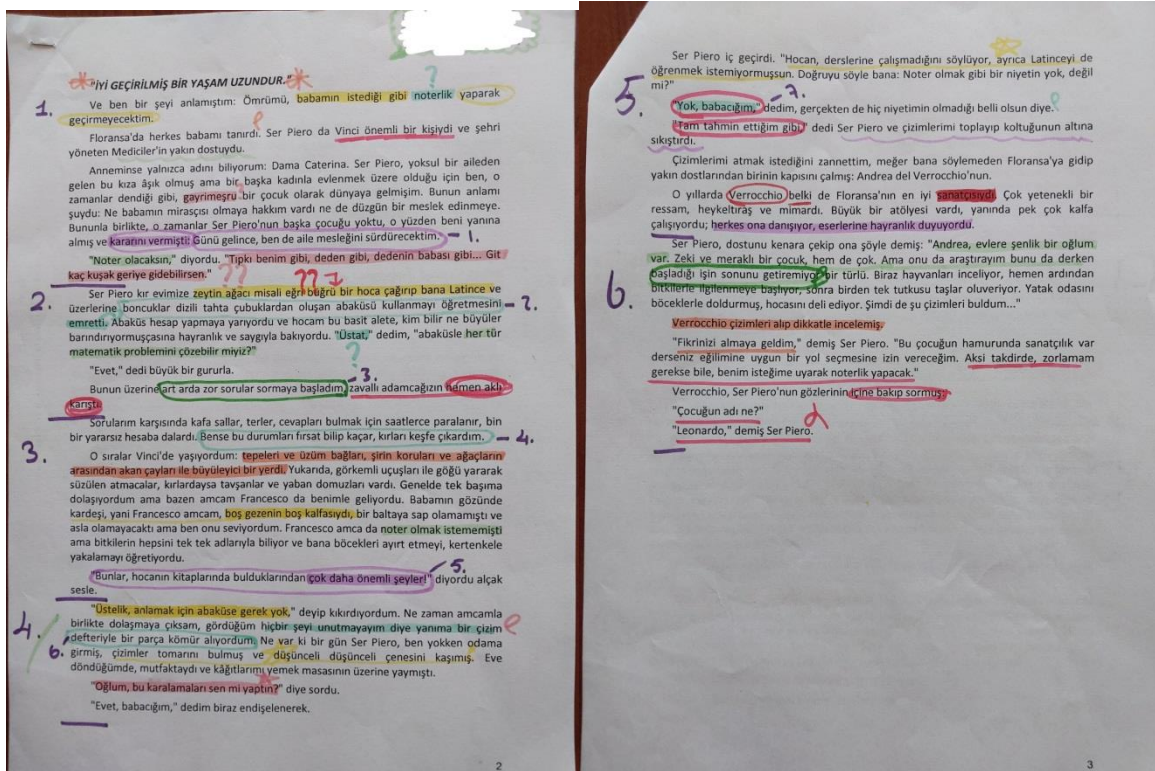 "İYİ GEÇİRİLMİŞ BİR YAŞAM UZUNDUR."
?
1. Ve ben bir şeyi anlamıştım: Ömrümü, babamın istediği gibi noterlik yaparak
geçirmeyecektim.
Floransa'da herkes babamı tanırdı. Ser Piero da Vinci önemli bir kişiydi ve şehri
yöneten Mediciler'in yakın dostuydu.
Anneminse yalnızca adını biliyorum: Dama Caterina. Ser Piero, yoksul bir aileden
gelen bu kıza âşık olmuş ama bir başka kadınla evlenmek üzere olduğu için ben, o
zamanlar dendiği gibi, gayrimeşru bir çocuk olarak dünyaya gelmişim. Bunun anlamı
şuydu: Ne babamın mirasçısı olmaya hakkım vardı ne de düzgün bir meslek edinmeye.
Bununla birlikte, o zamanlar Ser Piero'nun başka çocuğu yoktu, o yüzden beni yanına
almış ve kararını vermişti: Günü gelince, ben de aile mesleğini sürdürecektim. - 1.
"Noter olacaksın," diyordu. "Tıpkı benim gibi, deden gibi, dedenin babası gibi... Git
kaç kuşak geriye gidebilirsen." ?? ??
2. Ser Piero kır evimize zeytin ağacı misali eğri büğrü bir hoca çağırıp bana Latince ve
üzerlerine boncuklar dizili tahta çubuklardan oluşan abaküsü kullanmayı öğretmesini - 2.
emretti. Abaküs hesap yapmaya yarıyordu ve hocam bu basit alete, kim bilir ne büyüler
barındırıyormuşçasına hayranlık ve saygıyla bakıyordu. "Üstat," dedim, "abaküsle her tür
matematik problemini çözebilir miyiz?"
?
"Evet," dedi büyük bir gururla.
Bunun üzerine art arda zor sorular sormaya başladım, - 3. zavallı adamcağızın hemen aklı
karıştı.
Sorularım karşısında kafa sallar, terler, cevapları bulmak için saatlerce paralanır, bin
bir yararsız hesaba dalardı. Bense bu durumları fırsat bilip kaçar, kırları keşfe çıkardım. - 4.
3. O sıralar Vinci'de yaşıyordum: tepeleri ve üzüm bağları, şirin koruları ve ağaçların
arasından akan çayları ile büyüleyici bir yerdi. Yukarıda, görkemli uçuşları ile göğü yararak
süzülen atmacalar, kırlardaysa tavşanlar ve yaban domuzları vardı. Genelde tek başıma
dolaşıyordum ama bazen amcam Francesco da benimle geliyordu. Babamın gözünde
kardeşi, yani Francesco amcam, boş gezenin boş kalfasıydı, bir baltaya sap olamamıştı ve
asla olamayacaktı ama ben onu seviyordum. Francesco amca da noter olmak istememişti
ama bitkilerin hepsini tek tek adlarıyla biliyor ve bana böcekleri ayırt etmeyi, kertenkele
yakalamayı öğretiyordu.
"Bunlar, hocanın kitaplarında bulduklarından çok daha önemli şeyler!" - 5. diyordu alçak
sesle.
4. "Üstelik, anlamak için abaküse gerek yok," deyip kıkırdıyordum. Ne zaman amcamla
birlikte dolaşmaya çıksam, gördüğüm hiçbir şeyi unutmayayım diye yanıma bir çizim
defteriyle bir parça kömür alıyordum. Ne var ki bir gün Ser Piero, ben yokken odama
6. girmiş, çizimler tomarını bulmuş ve düşünceli düşünceli çenesini kaşımış. Eve
döndüğümde, mutfaktaydı ve kâğıtlarımı yemek masasının üzerine yaymıştı.
"Oğlum, bu karalamaları sen mi yaptın?" diye sordu.
"Evet, babacığım," dedim biraz endişelenerek.
2
Ser Piero iç geçirdi. "Hocan, derslerine çalışmadığını söylüyor, ayrıca Latinceyi de
öğrenmek istemiyormuşsun. Doğruyu söyle bana: Noter olmak gibi bir niyetin yok, değil
mi?"
5. "Yok, babacığım," - 7. dedim, gerçekten de hiç niyetimin olmadığı belli olsun diye.
"Tam tahmin ettiğim gibi," dedi Ser Piero ve çizimlerimi toplayıp koltuğunun altına
sıkıştırdı.
Çizimlerimi atmak istediğini zannettim, meğer bana söylemeden Floransa'ya gidip
yakın dostlarından birinin kapısını çalmış: Andrea del Verrocchio'nun.
O yıllarda Verrocchio belki de Floransa'nın en iyi sanatçısıydı. Çok yetenekli bir
ressam, heykeltıraş ve mimardı. Büyük bir atölyesi vardı, yanında pek çok kalfa
çalışıyordu; herkes ona danışıyor, eserlerine hayranlık duyuyordu.
6. Ser Piero, dostunu kenara çekip ona şöyle demiş: "Andrea, evlere şenlik bir oğlum
var. Zeki ve meraklı bir çocuk, hem de çok. Ama onu da araştırayım bunu da derken
başladığı işin sonunu getiremiyor bir türlü. Biraz hayvanları inceliyor, hemen ardından
bitkilerle ilgilenmeye başlıyor, sonra birden tek tutkusu taşlar oluveriyor. Yatak odasını
böceklerle doldurmuş, hocasını deli ediyor. Şimdi de şu çizimleri buldum..."
Verrocchio çizimleri alıp dikkatle incelemiş.
"Fikrinizi almaya geldim," demiş Ser Piero. "Bu çocuğun hamurunda sanatçılık var
derseniz eğilimine uygun bir yol seçmesine izin vereceğim. Aksi takdirde, zorlamam
gerekse bile, benim isteğime uyarak noterlik yapacak."
Verrocchio, Ser Piero'nun gözlerinin içine bakıp sormuş:
"Çocuğun adı ne?"
"Leonardo," demiş Ser Piero.
3